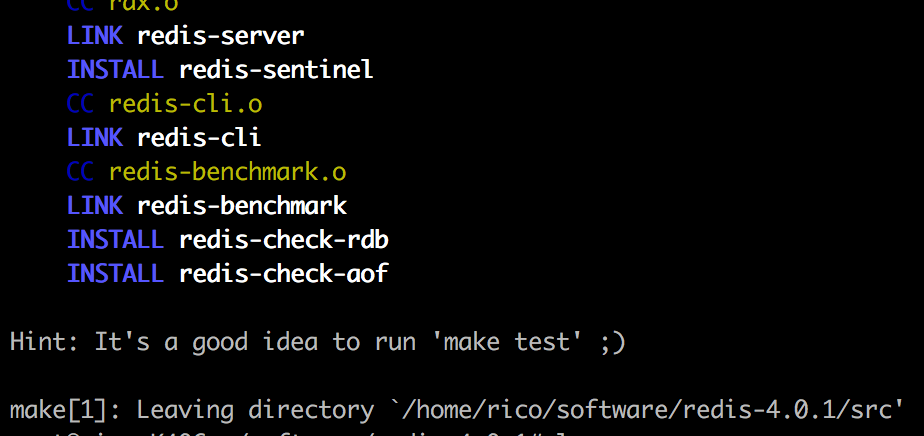 CC rax.o
LINK redis-server
INSTALL redis-sentinel
CC redis-cli.o
LINK redis-cli
CC redis-benchmark.o
LINK redis-benchmark
INSTALL redis-check-rdb
INSTALL redis-check-aof
Hint: It's a good idea to run 'make test' ;)
make[1]: Leaving directory `/home/rico/software/redis-4.0.1/src'